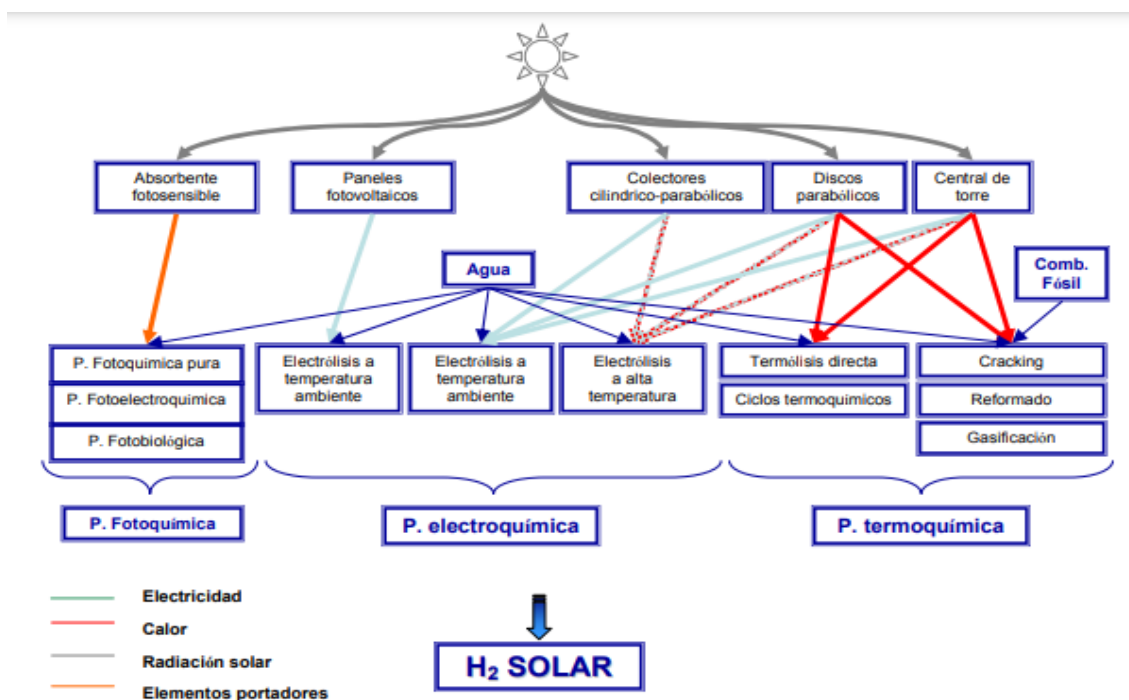 Absorbente
fotosensible
Paneles
fotovoltaicos
Colectores
cilíndrico-parabólicos
Discos
parabólicos
Central de
torre
Agua
Comb.
Fósil
P. Fotoquímica pura
P. Fotoelectroquímica
P. Fotobiológica
Electrólisis a
temperatura
ambiente
Electrólisis a
temperatura
ambiente
Electrólisis
a alta
temperatura
Termólisis directa
Ciclos termoquímicos
Cracking
Reformado
Gasificación
P. Fotoquímica
P. electroquímica
P. termoquímica
Electricidad
Calor
Radiación solar
Elementos portadores
H₂ SOLAR